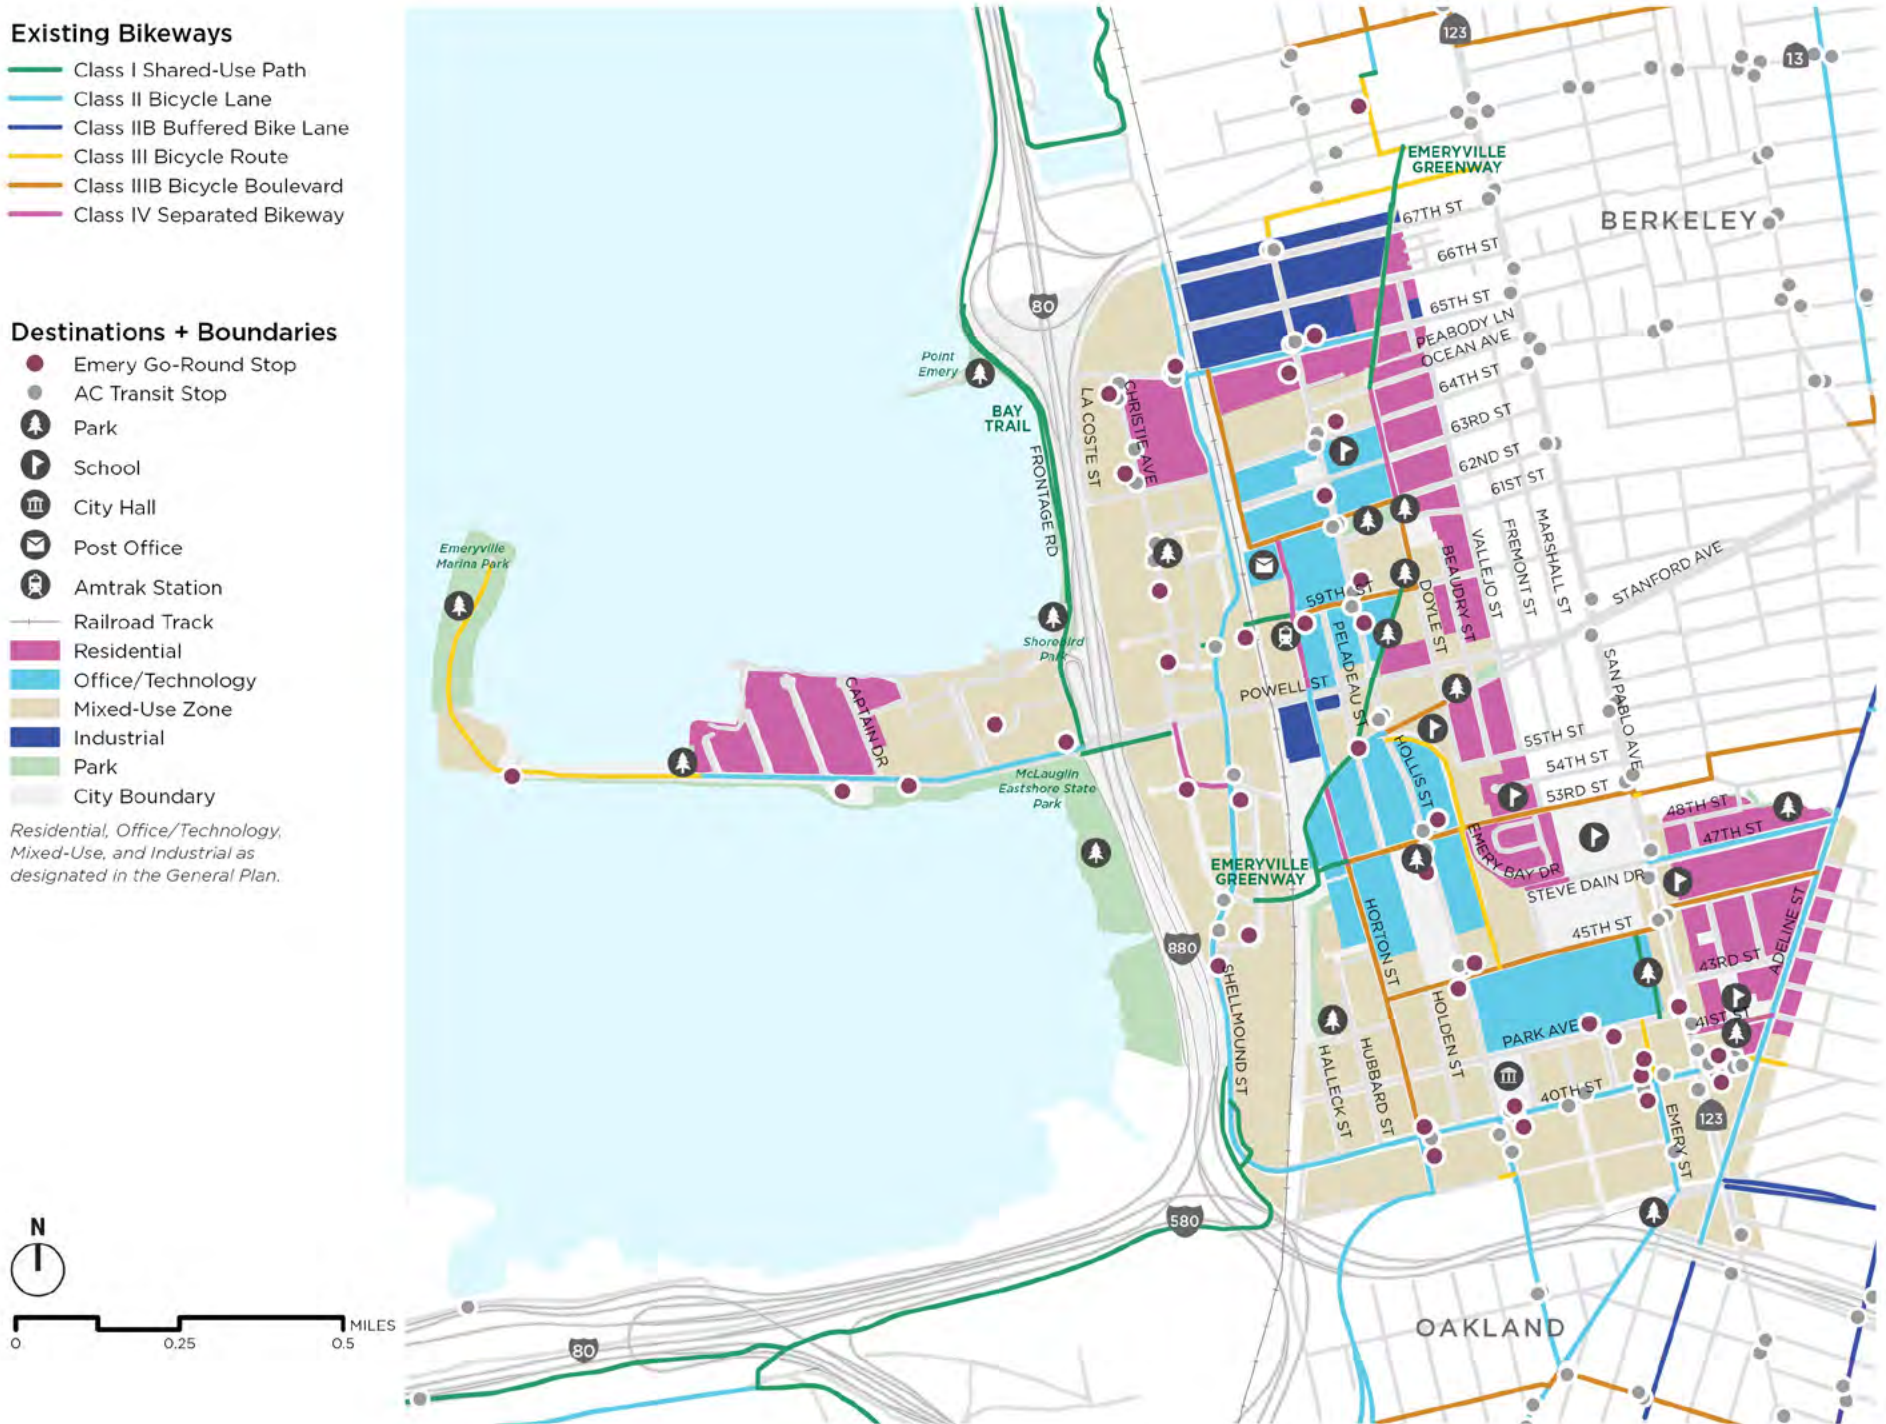 Existing Bikeways
Class I Shared-Use Path
Class II Bicycle Lane
Class IIB Buffered Bike Lane
Class III Bicycle Route
Class IIIB Bicycle Boulevard
Class IV Separated Bikeway
Destinations + Boundaries
Emery Go-Round Stop
AC Transit Stop
Park
School
City Hall
Post Office
Amtrak Station
Railroad Track
Residential
Office/Technology
Mixed-Use Zone
Industrial
Park
City Boundary
Residential, Office/Technology,
Mixed-Use, and Industrial as
designated in the General Plan.
N
0
0.25
0.5
MILES
123
13
EMERYVILLE
GREENWAY
BERKELEY
67TH ST
66TH ST
65TH ST
PEABODY LN
OCEAN AVE
64TH ST
63RD ST
62ND ST
61ST ST
80
Point
Emery
BAY
TRAIL
LA COSTE ST
CHRISTIE AVE
FRONTAGE RD
Emeryville
Marina Park
Shorebird
Park
CAPTAIN DR
McLaughlin
Eastshore State
Park
59TH ST
POWELL ST
PELADEAU ST
DOYLE ST
BEAUDRY ST
VALLEJO ST
FREMONT ST
MARSHALL ST
STANFORD AVE
SAN PABLO AVE
HOLLIS ST
55TH ST
54TH ST
53RD ST
48TH ST
47TH ST
EMERY BAY DR
STEVE DAIN DR
45TH ST
43RD ST
41ST ST
ADELINE ST
EMERYVILLE
GREENWAY
HORTON ST
880
SHELLMOUND ST
HALLECK ST
HUBBARD ST
HOLDEN ST
PARK AVE
40TH ST
EMERY ST
123
580
80
OAKLAND